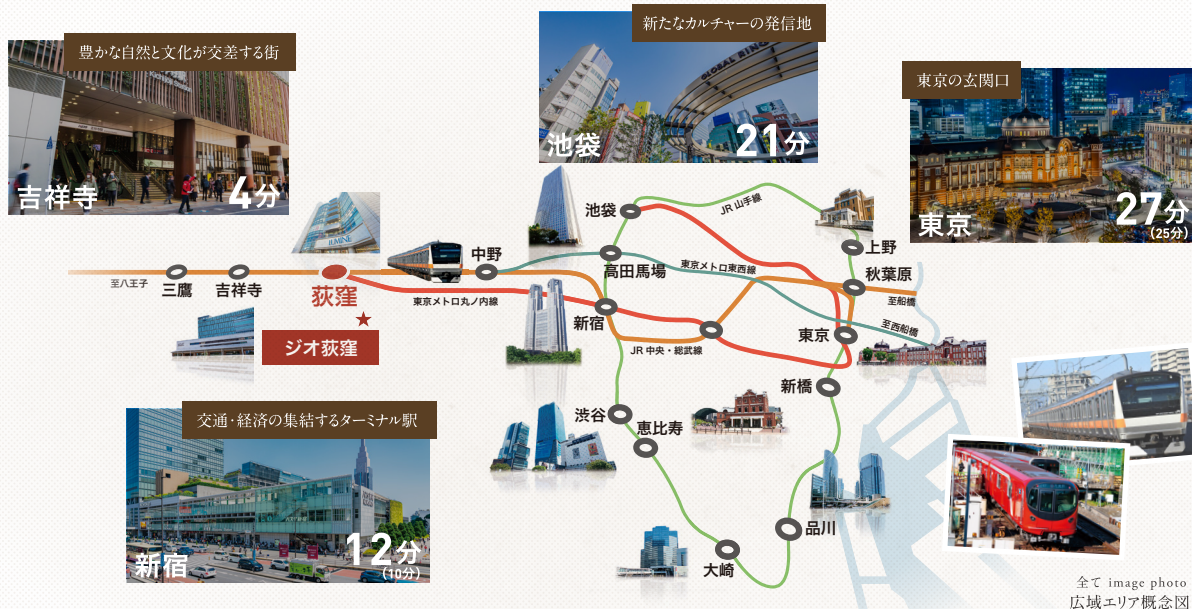 豊かな自然と文化が交差する街
吉祥寺
4分
新たなカルチャーの発信地
GLOBAL RING
池袋
21分
東京の玄関口
東京
27分
(25分)
LUMINE
池袋
JR山手線
上野
高田馬場
東京メトロ東西線
秋葉原
至船橋
中野
至八王子
三鷹
吉祥寺
荻窪
東京メトロ丸ノ内線
新宿
JR中央・総武線
東京
至西船橋
ジオ荻窪
新橋
渋谷
恵比寿
品川
大崎
交通・経済の集結するターミナル駅
新宿
12分
(10分)
全て image photo
広域エリア概念図